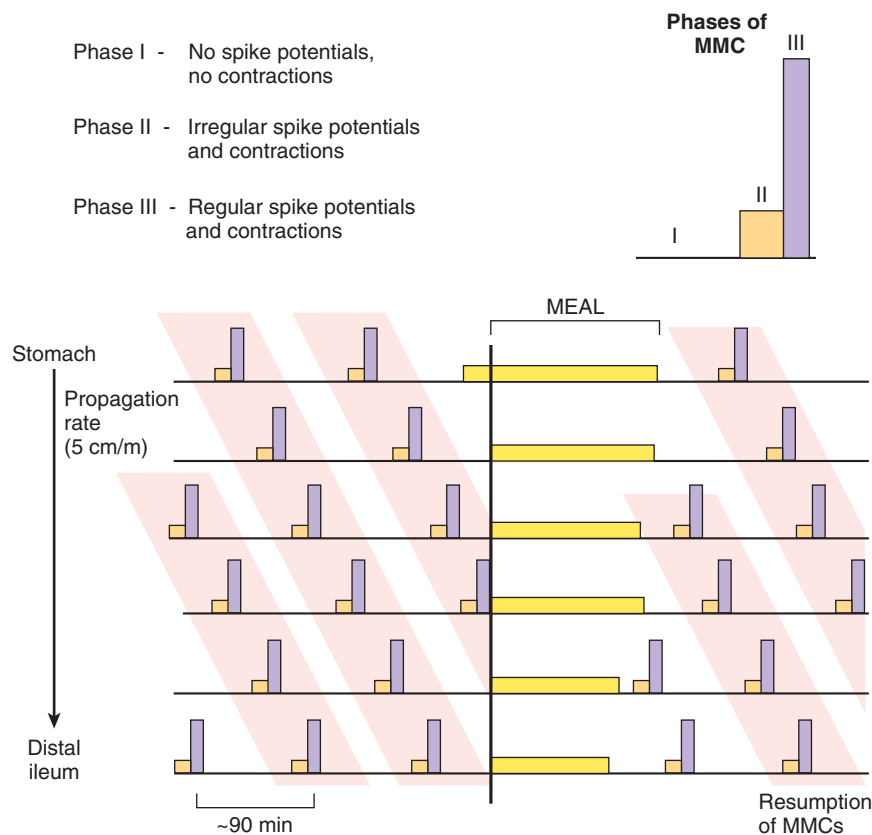 Phases of
MMC
Phase I - No spike potentials,
no contractions
Phase II - Irregular spike potentials
and contractions
Phase III - Regular spike potentials
and contractions
I
II
III
MEAL
Stomach
Propagation
rate
(5 cm/m)
Distal
ileum
~90 min
Resumption
of MMCs